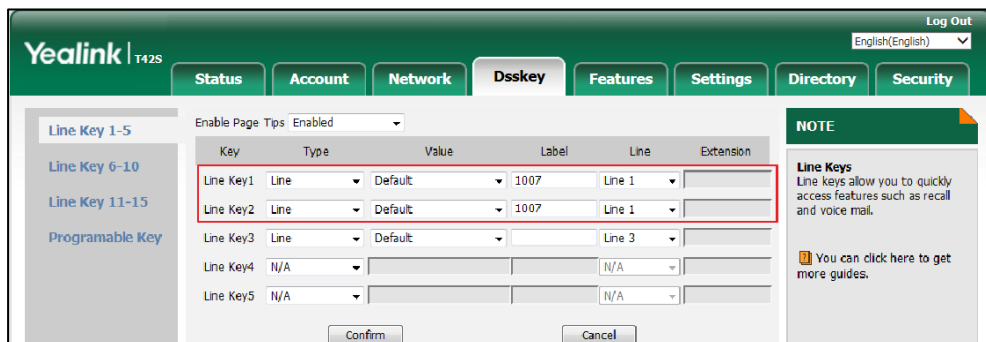 Log Out
English(English)
Yealink T42S
Status Account Network Dsskey Features Settings Directory Security
Line Key 1-5
Line Key 6-10
Line Key 11-15
Programable Key
Enable Page Tips Enabled
Key Type Value Label Line Extension
Line Key1 Line Default 1007 Line 1
Line Key2 Line Default 1007 Line 1
Line Key3 Line Default Line 3
Line Key4 N/A N/A
Line Key5 N/A N/A
Confirm Cancel
NOTE
Line Keys
Line keys allow you to quickly
access features such as recall
and voice mail.
You can click here to get
more guides.